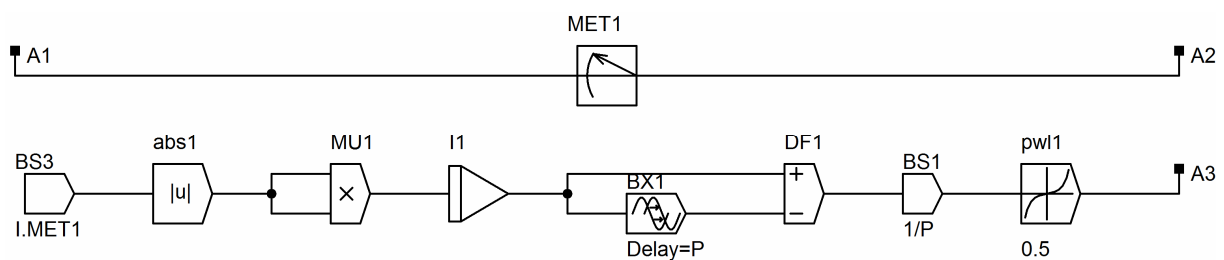 MET1
A1
A2
abs1
MU1
I1
DF1
BS1
pwl1
BS3
|u|
×
BX1
+
−
A3
I.MET1
Delay=P
1/P
0.5